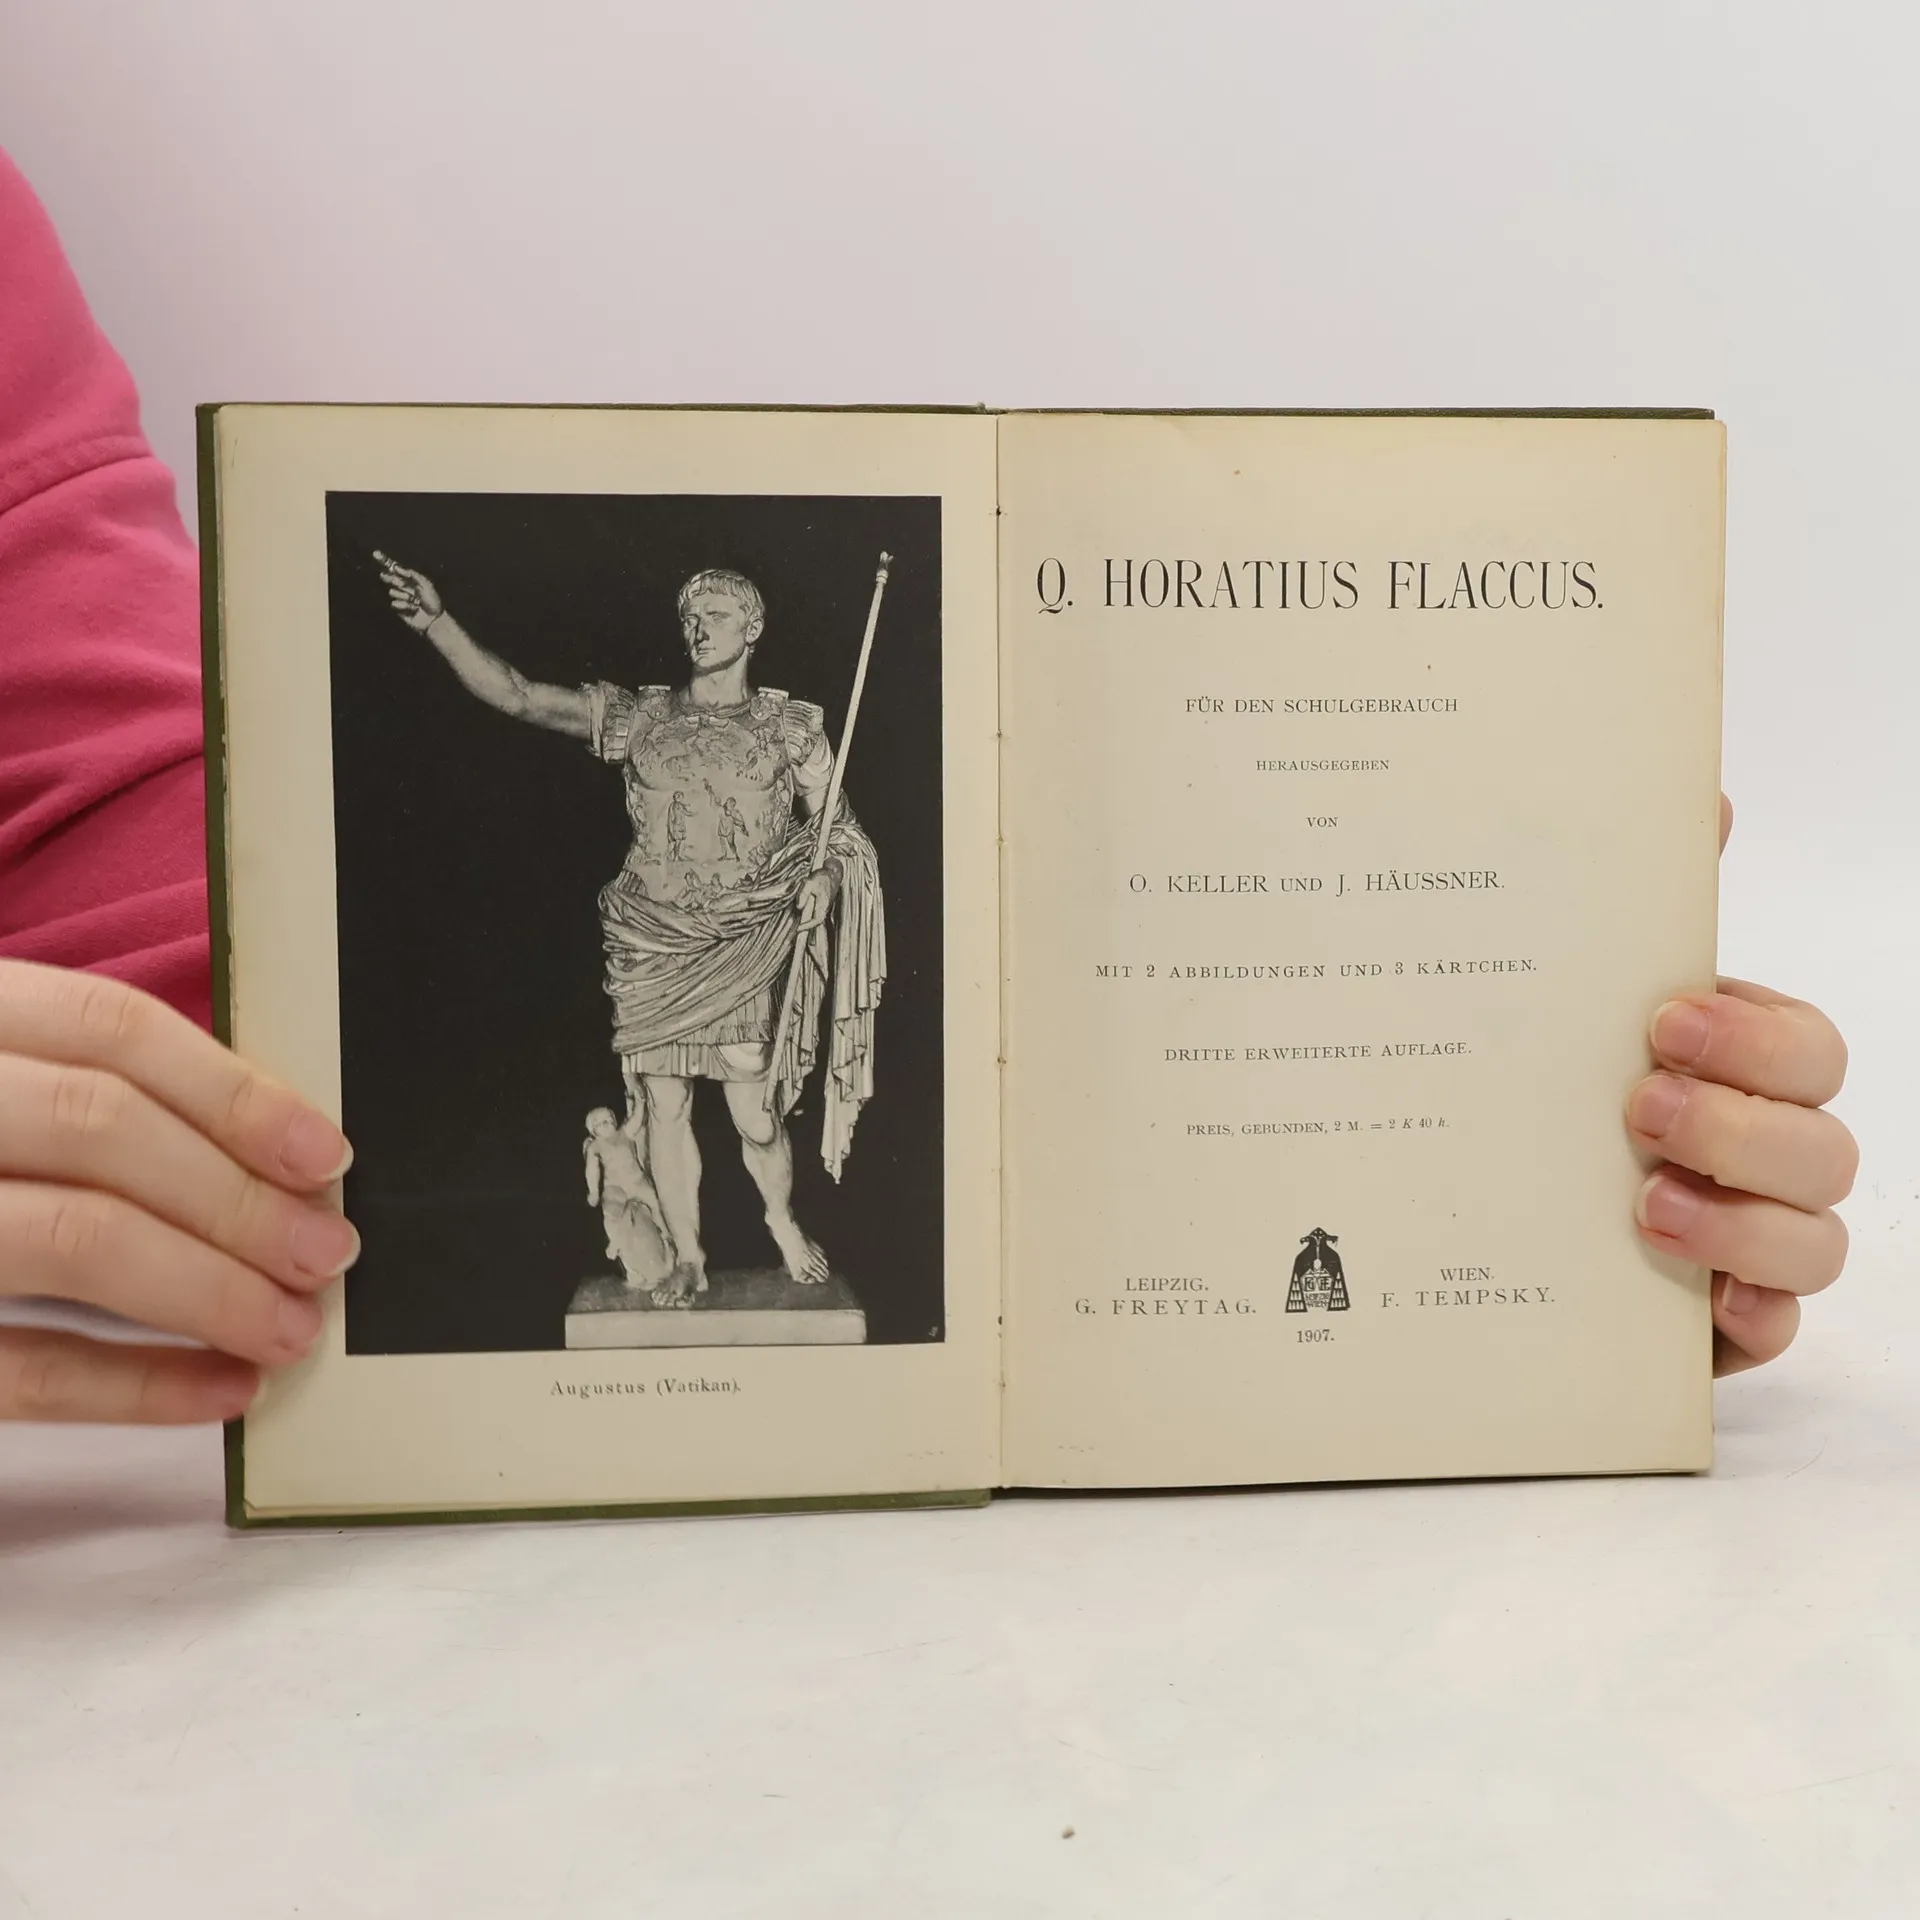 Augustus (Vatikan).
Q. HORATIUS FLACCUS.
FÜR DEN SCHULGEBRAUCH
HERAUSGEGEBEN
VON
O. KELLER UND J. HÄUSSNER.
MIT 2 ABBILDUNGEN UND 3 KÄRTCHEN.
DRITTE ERWEITERTE AUFLAGE.
PREIS, GEBUNDEN, 2 M. = 2 K 40 h.
LEIPZIG.
G. FREYTAG.
WIEN.
F. TEMPSKY.
1907.